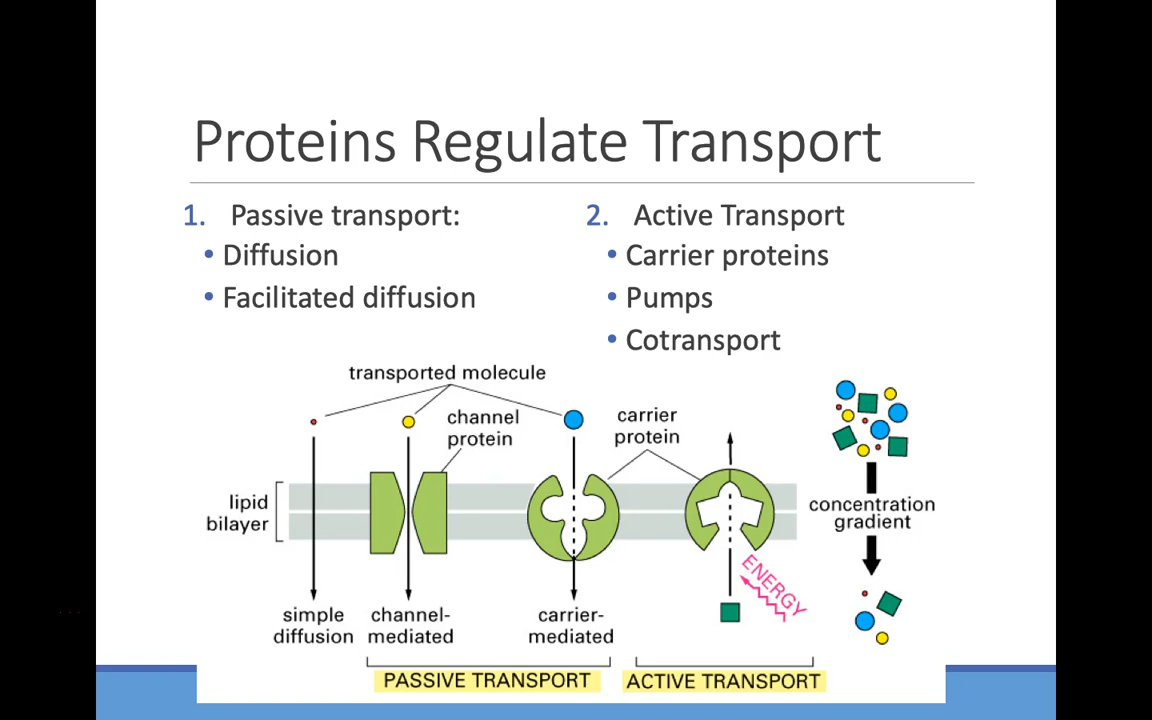 Proteins Regulate Transport
1. Passive transport:
• Diffusion
• Facilitated diffusion
2. Active Transport
• Carrier proteins
• Pumps
• Cotransport
transported molecule
channel
protein
carrier
protein
lipid
bilayer
concentration
gradient
ENERGY
simple
diffusion
channel-
mediated
carrier-
mediated
PASSIVE TRANSPORT
ACTIVE TRANSPORT